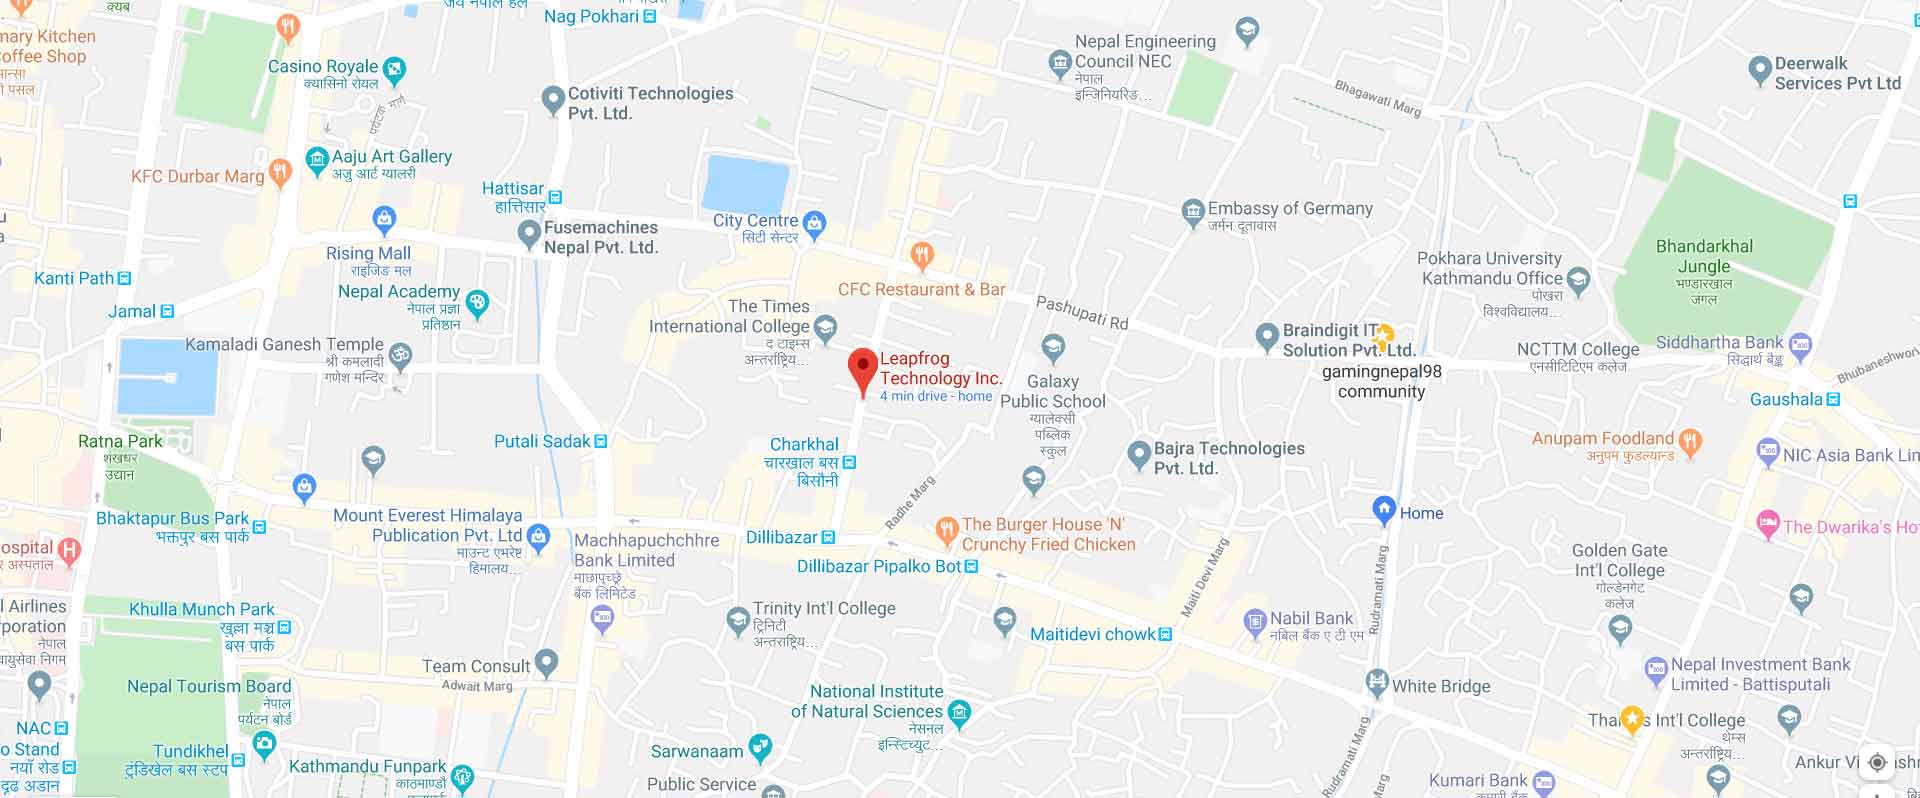 क्यब
mary Kitchen
offee Shop
Casino Royale
क्यासिनो रोयल
पर्यटक मार्ग
जय नेपाल हल
Nag Pokhari
Cotiviti Technologies
Pvt. Ltd.
Nepal Engineering
Council NEC
नेपाल
इन्जिनियरिङ...
Bhagawati Marg
Deerwalk
Services Pvt Ltd
KFC Durbar Marg
Aaju Art Gallery
अजु आर्ट ग्यालरी
Hattisar
हात्तिसार
Fusemachines
Nepal Pvt. Ltd.
Rising Mall
राइजिङ मल
City Centre
सिटी सेन्टर
Embassy of Germany
जर्मन दूतावास
Pokhara University
Kathmandu Office
पोखरा
विश्वविद्यालय...
Bhandarkhal
Jungle
भण्डारखाल
जंगल
Kanti Path
Jamal
Nepal Academy
नेपाल प्रज्ञा
प्रतिष्ठान
CFC Restaurant & Bar
Pashupati Rd
The Times
International College
द टाइम्स
अन्तर्राष्ट्रिय...
Kamaladi Ganesh Temple
श्री कमलादी
गणेश मन्दिर
Leapfrog
Technology Inc.
4 min drive - home
Galaxy
Public School
ग्यालेक्सी
पब्लिक
स्कुल
Braindigit IT
Solution Pvt. Ltd.
gamingnepal98
community
NCTTM College
एनसीटिटिएम कलेज
Siddhartha Bank
सिद्धार्थ बैङ्क
Bhubaneshwori
Gaushala
Ratna Park
शंखधर
उद्यान
Putali Sadak
Charkhal
चारखाल बस
बिसौनी
Radhe Marg
Bajra Technologies
Pvt. Ltd.
Anupam Foodland
अनुपम फुडल्यान्ड
NIC Asia Bank Lin
Home
Bhaktapur Bus Park
भक्तपुर बस पार्क
Mount Everest Himalaya
Publication Pvt. Ltd
माउन्ट एभरेष्ट
हिमालय...
Machhapuchchhre
Bank Limited
माछापुच्छ्रे
बैंक लिमिटेड
Dillibazar
Dillibazar Pipalko Bot
The Burger House 'N'
Crunchy Fried Chicken
The Dwarika's Ho
Golden Gate
Int'l College
गोल्डेनगेट
कलेज
ospital
र अस्पताल
Khulla Munch Park
खुल्ला मञ्च
बस पार्क
l Airlines
rporation
नेपाल
वायुसेवा निगम
Trinity Int'l College
ट्रिनिटी
अन्तराष्ट्रिय...
Maiti Devi Marg
Maitidevi chowk
Nabil Bank
नबिल बैंक ए टी एम
Rudramati Marg
White Bridge
Team Consult
Adwait Marg
Nepal Tourism Board
नेपाल
पर्यटन बोर्ड
National Institute
of Natural Sciences
नेसनल
इन्स्टिच्युट...
Nepal Investment Bank
Limited - Battisputali
NAC
o Stand
नयाँ रोड
Tundikhel
टुंडिखेल बस स्टप
Kathmandu Funpark
काठमाण्डौ
Sarwanaam
Public Service
Rudramati Marg
Int'l College
थेम्स
अन्तर्राष्ट्रिय...
Kumari Bank
कुमारी बैंक
Ankur Vi